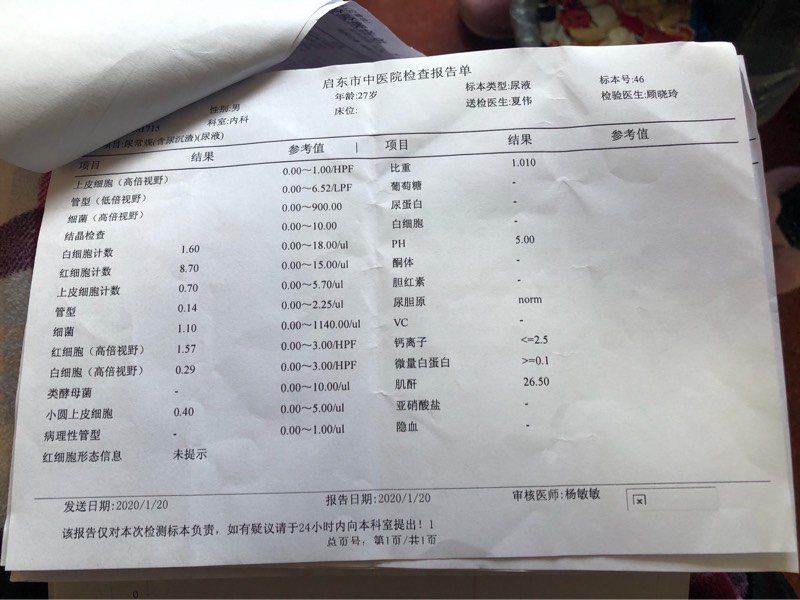 启东市中医院检查报告单
性别:男 年龄:27岁 标本类型:尿液 标本号:46
科室:内科 床位: 送检医生:夏伟 检验医生:顾晓玲
1715
项目:尿常规(含尿沉渣)(尿液)
项目 结果 参考值 | 项目 结果 参考值
上皮细胞（高倍视野） 0.00～1.00/HPF 比重 1.010
管型（低倍视野） 0.00～6.52/LPF 葡萄糖 -
细菌（高倍视野） 0.00～900.00 尿蛋白 -
结晶检查 0.00～10.00 白细胞 -
白细胞计数 1.60 0.00～18.00/ul PH 5.00
红细胞计数 8.70 0.00～15.00/ul 酮体 -
上皮细胞计数 0.70 0.00～5.70/ul 胆红素 -
管型 0.14 0.00～2.25/ul 尿胆原 norm
细菌 1.10 0.00～1140.00/ul VC -
红细胞（高倍视野） 1.57 0.00～3.00/HPF 钙离子 <=2.5
白细胞（高倍视野） 0.29 0.00～3.00/HPF 微量白蛋白 >=0.1
类酵母菌 - 0.00～10.00/ul 肌酐 26.50
小圆上皮细胞 0.40 0.00～5.00/ul 亚硝酸盐 -
病理性管型 - 0.00～1.00/ul 隐血 -
红细胞形态信息 未提示
发送日期:2020/1/20 报告日期:2020/1/20 审核医师:杨敏敏
该报告仅对本次检测标本负责，如有疑议请于24小时内向本科室提出! 1
总页号: 第1页/共1页
0